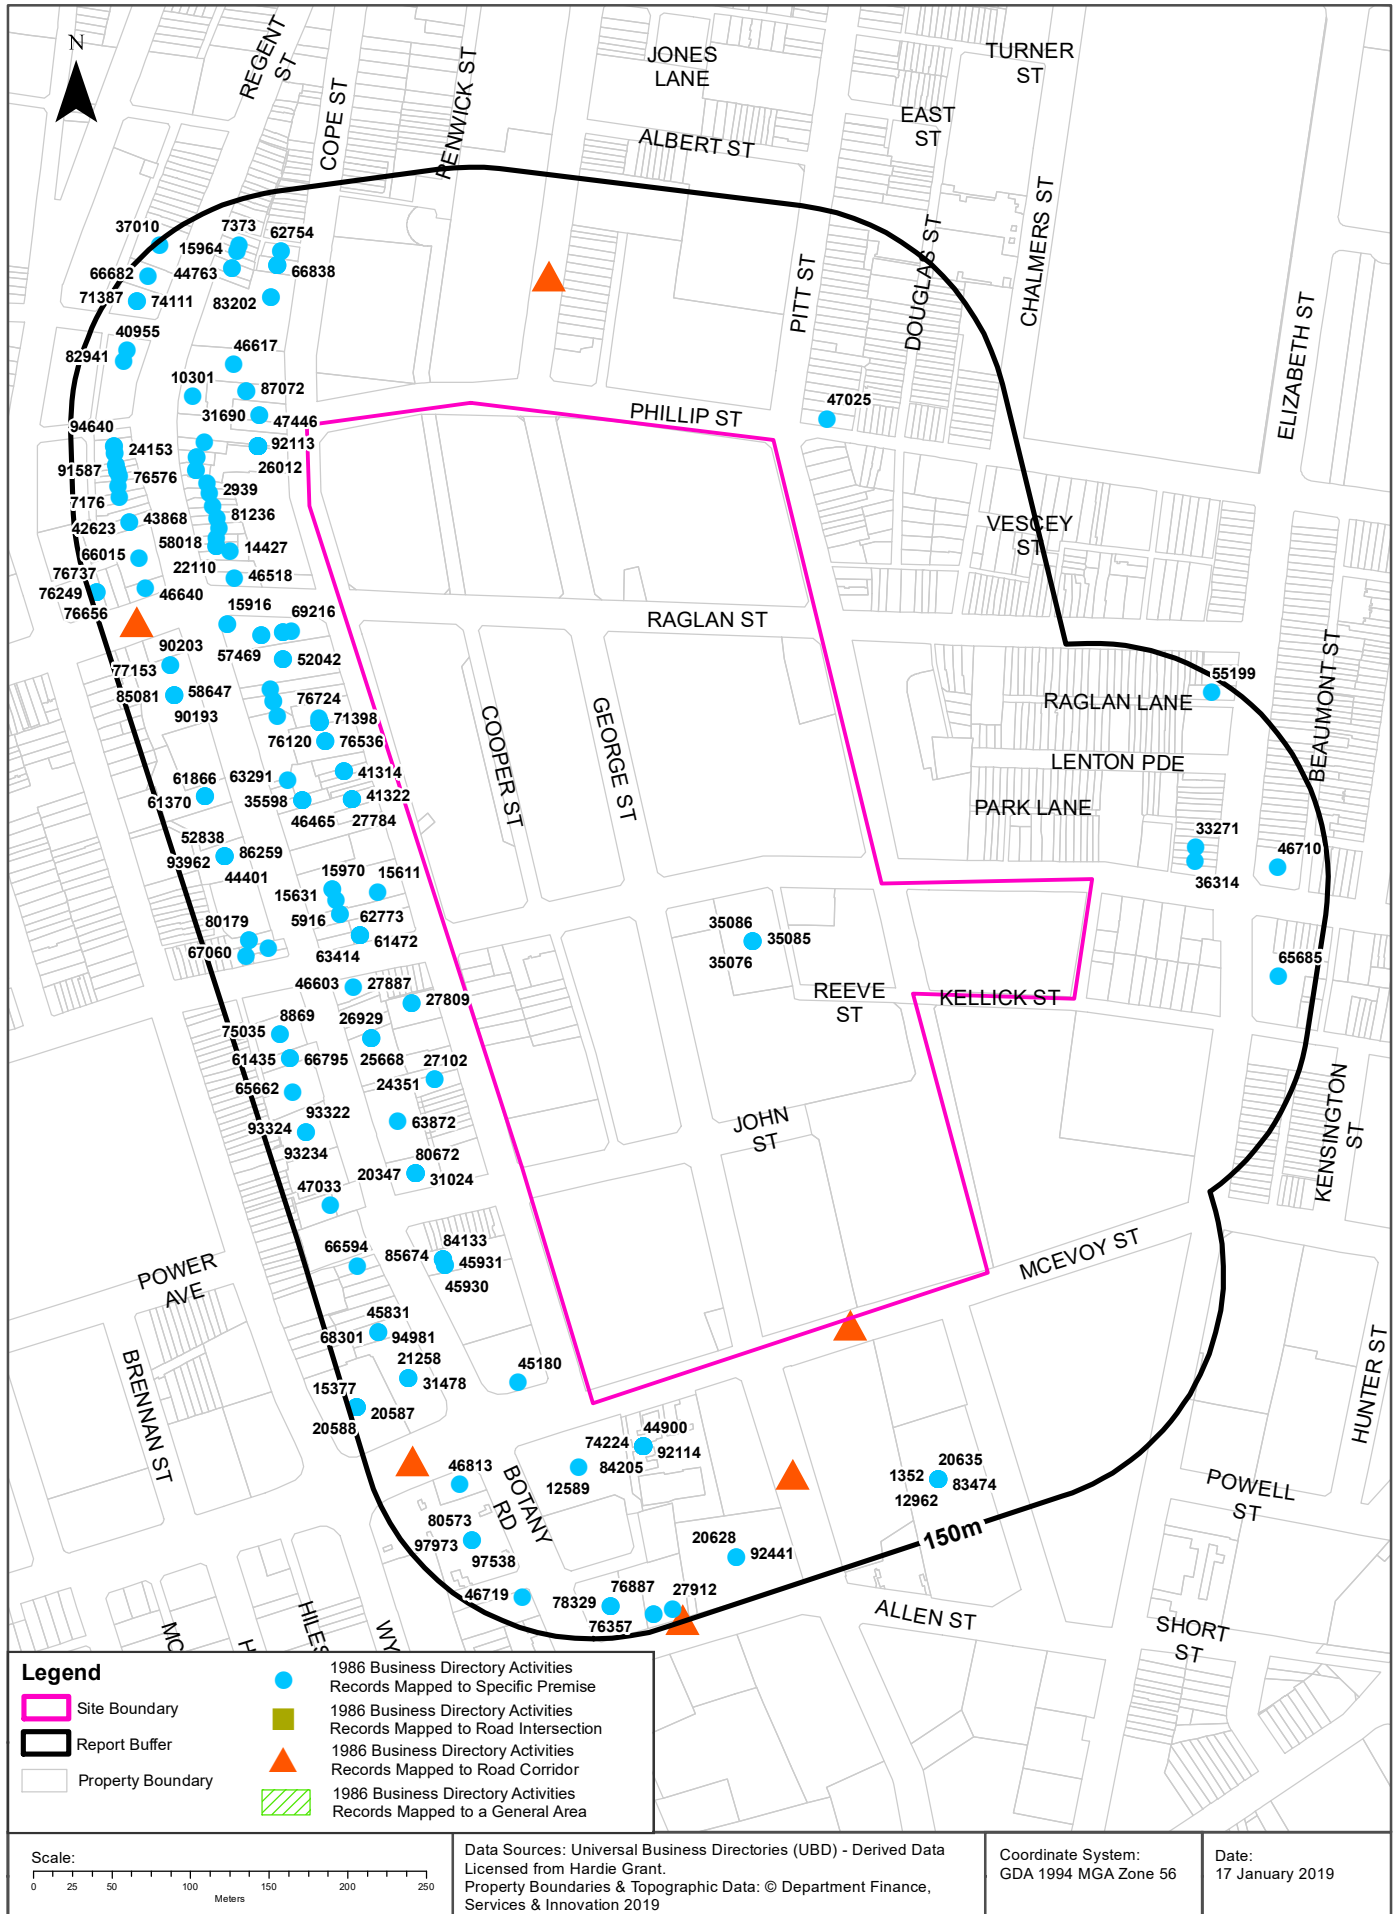 N
REGENT
ST
COPE ST
RENWICK ST
JONES
LANE
TURNER
ST
EAST
ST
ALBERT ST
PITT ST
DOUGLAS ST
CHALMERS ST
ELIZABETH ST
37010
7373
62754
15964
66682
44763
66838
71387
74111
83202
40955
82941
46617
10301
87072
31690
47446
PHILLIP ST
47025
94640
24153
92113
91587
76576
26012
7176
2939
42623
43868
81236
VESCEY
ST
66015
58018
14427
22110
76737
46518
76249
46640
76656
15916
69216
RAGLAN ST
90203
57469
77153
52042
85081
58647
90193
76724
71398
76120
76536
COOPER ST
GEORGE ST
55199
RAGLAN LANE
BEAUMONT ST
LENTON PDE
PARK LANE
61866
63291
41314
61370
35598
41322
46465
27784
33271
46710
36314
52838
93962
86259
44401
15970
15611
15631
5916
62773
80179
67060
61472
63414
35086
35085
35076
65685
46603
27887
27809
REEVE
ST
KELLICK ST
8869
26929
75035
61435
66795
25668
27102
65662
24351
93322
93324
63872
93234
JOHN
ST
KENSINGTON
ST
80672
20347
31024
47033
66594
84133
85674
45931
45930
POWER
AVE
MCEVOY ST
45831
68301
94981
21258
45180
15377
31478
20587
20588
BRENNAN ST
HUNTER ST
44900
74224
92114
84205
12589
46813
BOTANY
RD
20635
1352
83474
12962
POWELL
ST
80573
97973
97538
20628
92441
150m
46719
78329
76887
27912
76357
ALLEN ST
SHORT
ST
MC
H
HILES
WY
Legend
Site Boundary
Report Buffer
Property Boundary
1986 Business Directory Activities
Records Mapped to Specific Premise
1986 Business Directory Activities
Records Mapped to Road Intersection
1986 Business Directory Activities
Records Mapped to Road Corridor
1986 Business Directory Activities
Records Mapped to a General Area
Scale:
0 25 50 100 150 200 250
Meters
Data Sources: Universal Business Directories (UBD) - Derived Data
Licensed from Hardie Grant.
Property Boundaries & Topographic Data: © Department Finance,
Services & Innovation 2019
Coordinate System:
GDA 1994 MGA Zone 56
Date:
17 January 2019